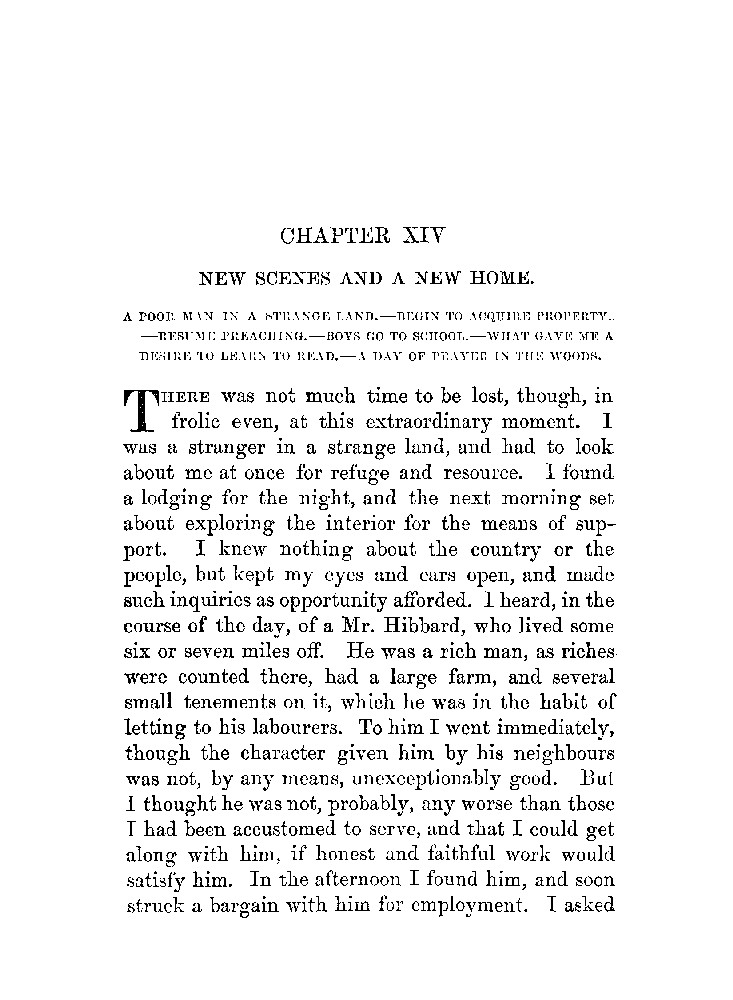 CHAPTER XIV
NEW SCENES AND A NEW HOME.
A POOR MAN IN A STRANGE LAND.—BEGIN TO ACQUIRE PROPERTY.
—RESUME PREACHING.—BOYS GO TO SCHOOL.—WHAT GAVE ME A
DESIRE TO LEARN TO READ.—A DAY OF PRAYER IN THE WOODS.
THERE was not much time to be lost, though, in
frolic even, at this extraordinary moment. I
was a stranger in a strange land, and had to look
about me at once for refuge and resource. I found
a lodging for the night, and the next morning set
about exploring the interior for the means of sup-
port. I knew nothing about the country or the
people, but kept my eyes and ears open, and made
such inquiries as opportunity afforded. I heard, in the
course of the day, of a Mr. Hibbard, who lived some
six or seven miles off. He was a rich man, as riches
were counted there, had a large farm, and several
small tenements on it, which he was in the habit of
letting to his labourers. To him I went immediately,
though the character given him by his neighbours
was not, by any means, unexceptionably good. But
I thought he was not, probably, any worse than those
I had been accustomed to serve, and that I could get
along with him, if honest and faithful work would
satisfy him. In the afternoon I found him, and soon
struck a bargain with him for employment. I asked